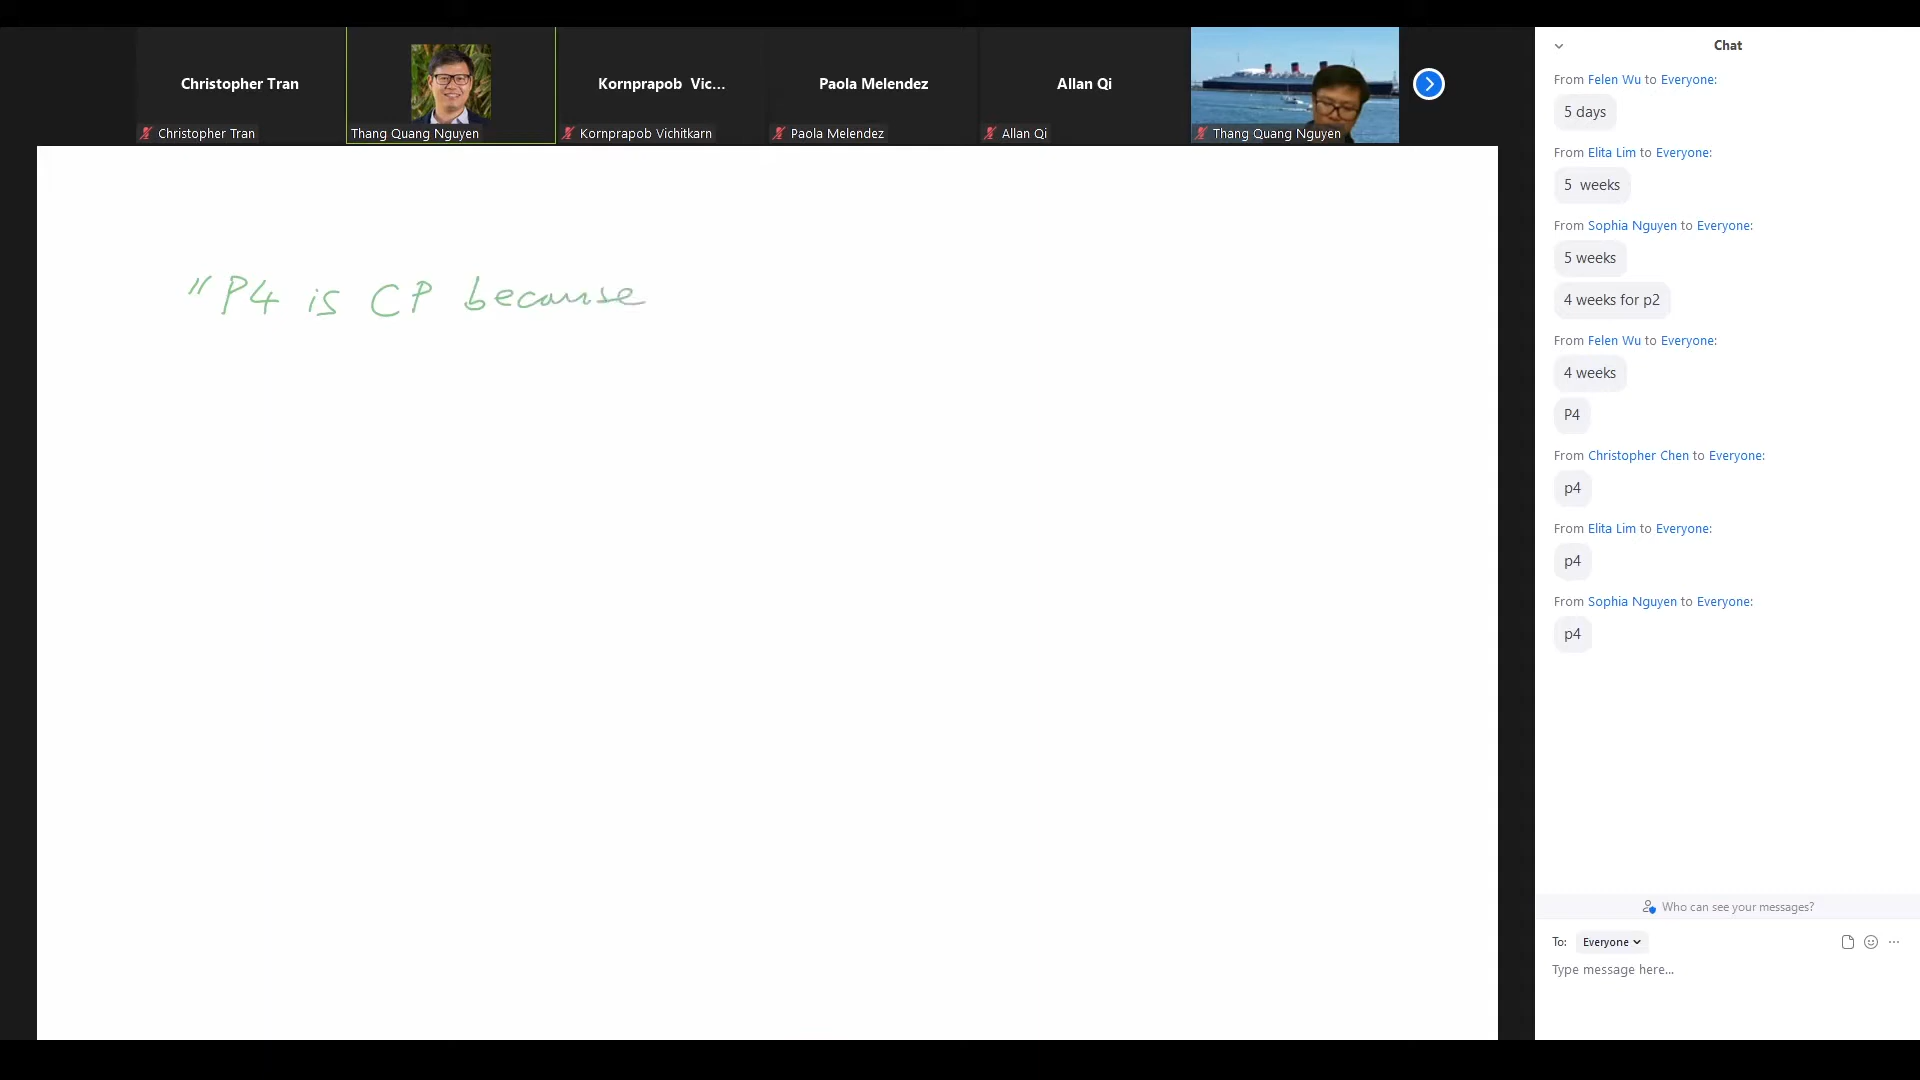 Christopher Tran
Christopher Tran
Thang Quang Nguyen
Kornprapob Vic...
Kornprapob Vichitkarn
Paola Melendez
Paola Melendez
Allan Qi
Allan Qi
Thang Quang Nguyen
"P4 is CP because
Chat
From Felen Wu to Everyone:
5 days
From Elita Lim to Everyone:
5 weeks
From Sophia Nguyen to Everyone:
5 weeks
4 weeks for p2
From Felen Wu to Everyone:
4 weeks
P4
From Christopher Chen to Everyone:
p4
From Elita Lim to Everyone:
p4
From Sophia Nguyen to Everyone:
p4
Who can see your messages?
To: Everyone
Type message here...